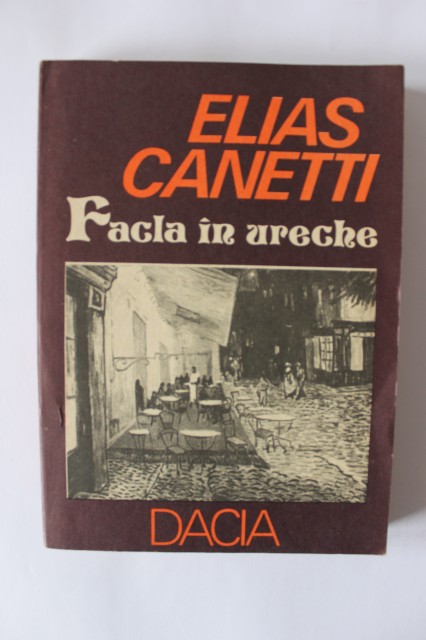 ELIAS
CANETTI
Facla în ureche
DACIA